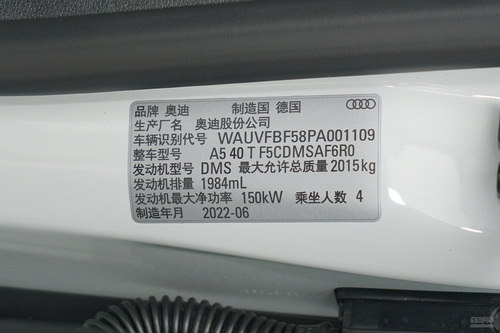 品牌 奥迪 制造国 德国
生产厂名 奥迪股份公司
车辆识别代号 WAUVFBF58PA001109
整车型号 A5 40 T F5CDMSAF6R0
发动机型号 DMS 最大允许总质量 2015kg
发动机排量 1984mL
发动机最大净功率 150kW 乘坐人数 4
制造年月 2022-06